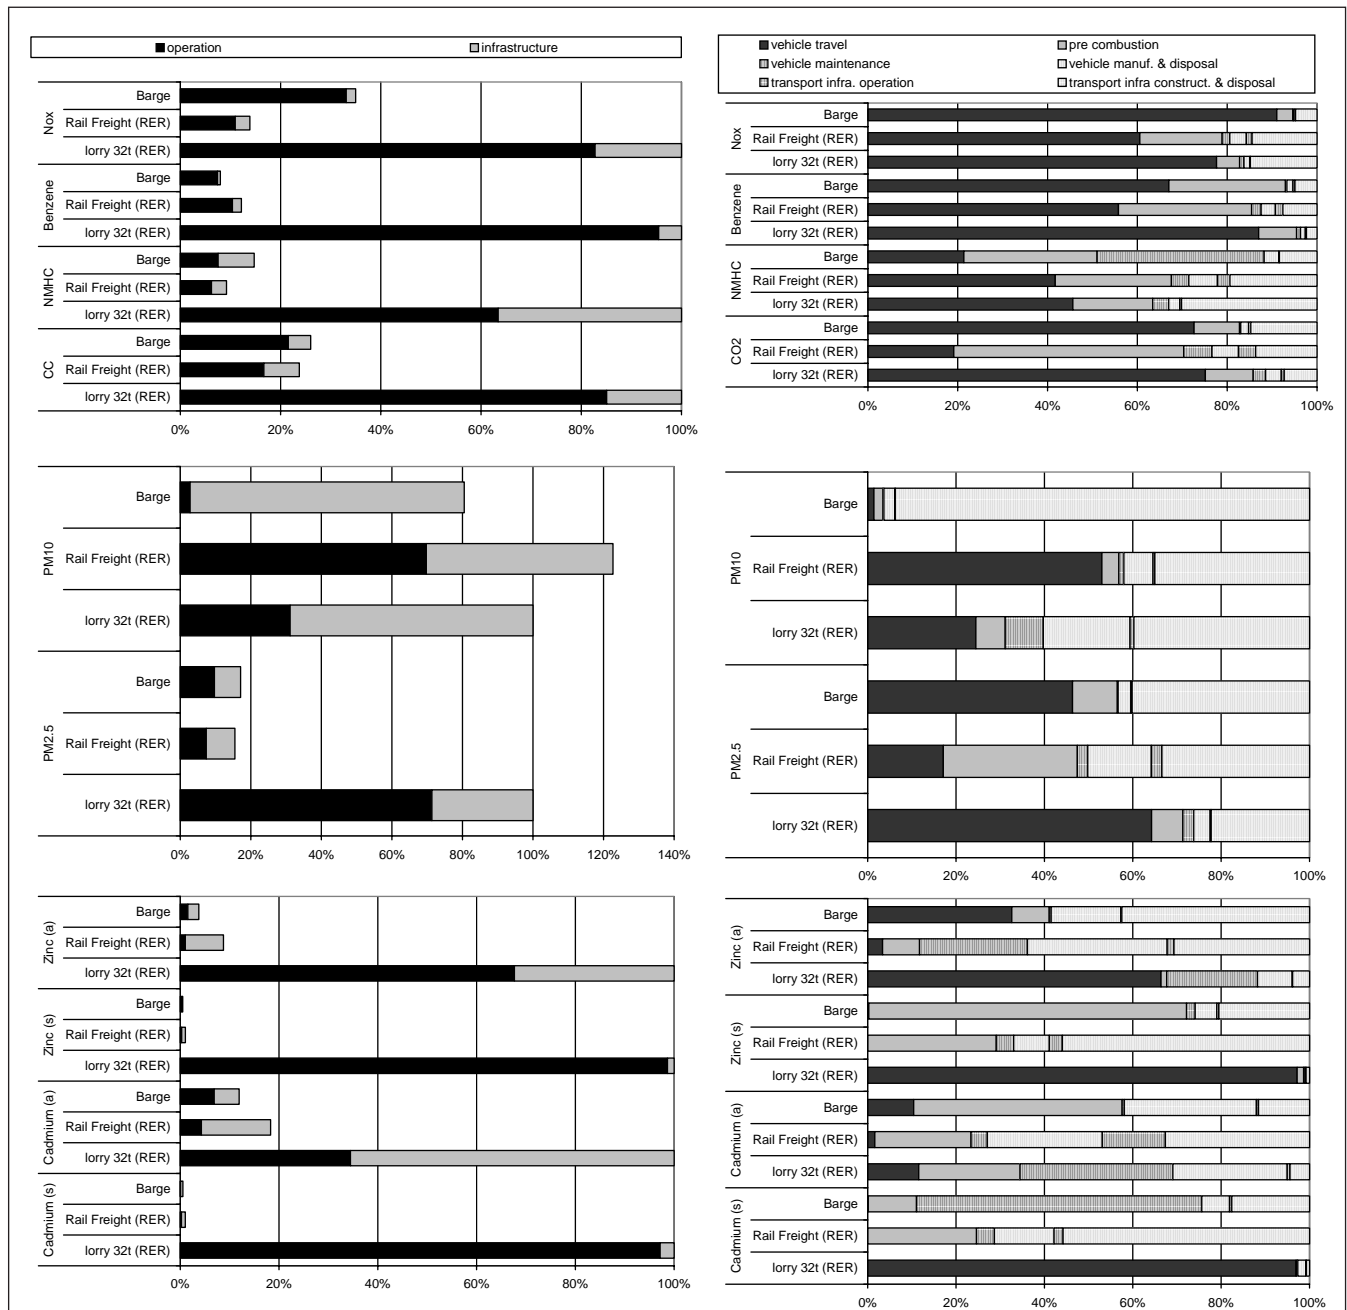 operation infrastructure
Nox
Barge
Rail Freight (RER)
lorry 32t (RER)
Benzene
Barge
Rail Freight (RER)
lorry 32t (RER)
NMHC
Barge
Rail Freight (RER)
lorry 32t (RER)
CC
Barge
Rail Freight (RER)
lorry 32t (RER)
0% 20% 40% 60% 80% 100%
PM10
Barge
Rail Freight (RER)
lorry 32t (RER)
PM2.5
Barge
Rail Freight (RER)
lorry 32t (RER)
0% 20% 40% 60% 80% 100% 120% 140%
Zinc (a)
Barge
Rail Freight (RER)
lorry 32t (RER)
Zinc (s)
Barge
Rail Freight (RER)
lorry 32t (RER)
Cadmium (a)
Barge
Rail Freight (RER)
lorry 32t (RER)
Cadmium (s)
Barge
Rail Freight (RER)
lorry 32t (RER)
0% 20% 40% 60% 80% 100%
vehicle travel pre combustion
vehicle maintenance vehicle manuf. & disposal
transport infra. operation transport infra construct. & disposal
Nox
Barge
Rail Freight (RER)
lorry 32t (RER)
Benzene
Barge
Rail Freight (RER)
lorry 32t (RER)
NMHC
Barge
Rail Freight (RER)
lorry 32t (RER)
CO2
Barge
Rail Freight (RER)
lorry 32t (RER)
0% 20% 40% 60% 80% 100%
PM10
Barge
Rail Freight (RER)
lorry 32t (RER)
PM2.5
Barge
Rail Freight (RER)
lorry 32t (RER)
0% 20% 40% 60% 80% 100%
Zinc (a)
Barge
Rail Freight (RER)
lorry 32t (RER)
Zinc (s)
Barge
Rail Freight (RER)
lorry 32t (RER)
Cadmium (a)
Barge
Rail Freight (RER)
lorry 32t (RER)
Cadmium (s)
Barge
Rail Freight (RER)
lorry 32t (RER)
0% 20% 40% 60% 80% 100%